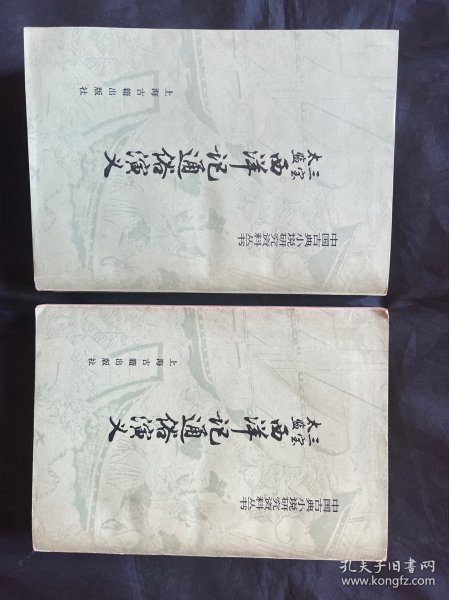 中国古典小说研究资料丛书
三宝太监
西洋记通俗演义
上海古籍出版社
中国古典小说研究资料丛书
三宝太监
西洋记通俗演义
上海古籍出版社
孔夫子旧书网
www.kongfz.com